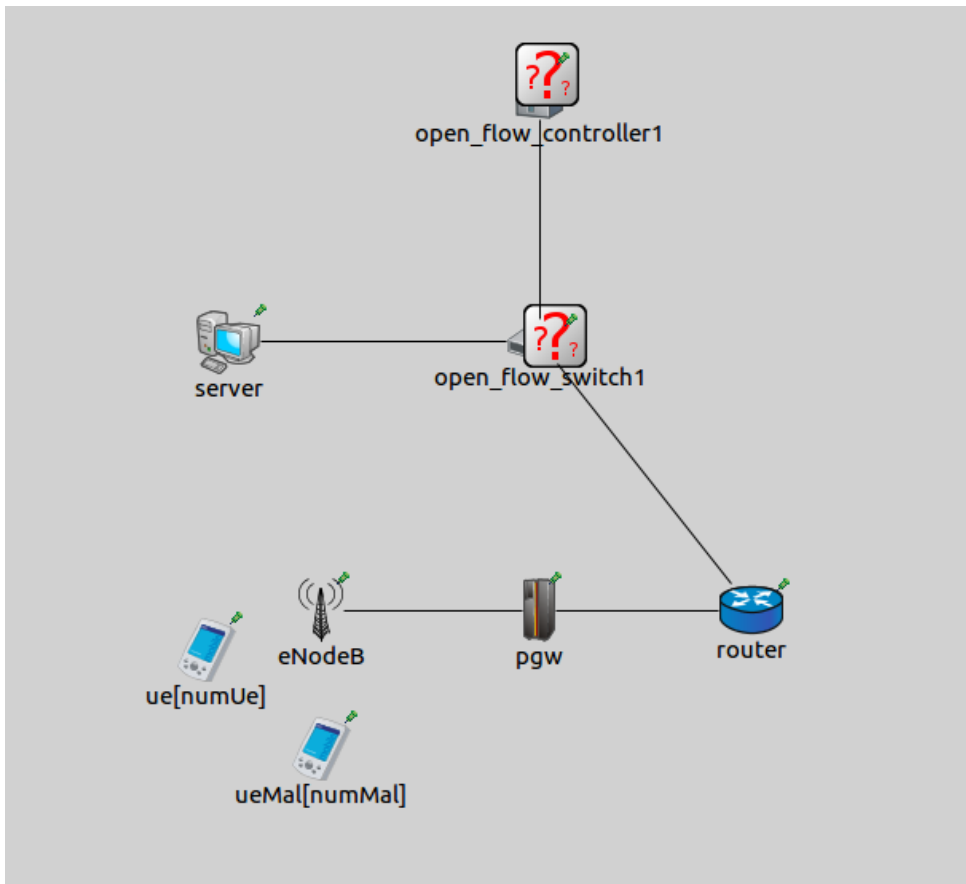 ???
open_flow_controller1
???
server
open_flow_switch1
eNodeB
pgw
router
ue[numUe]
ueMal[numMal]